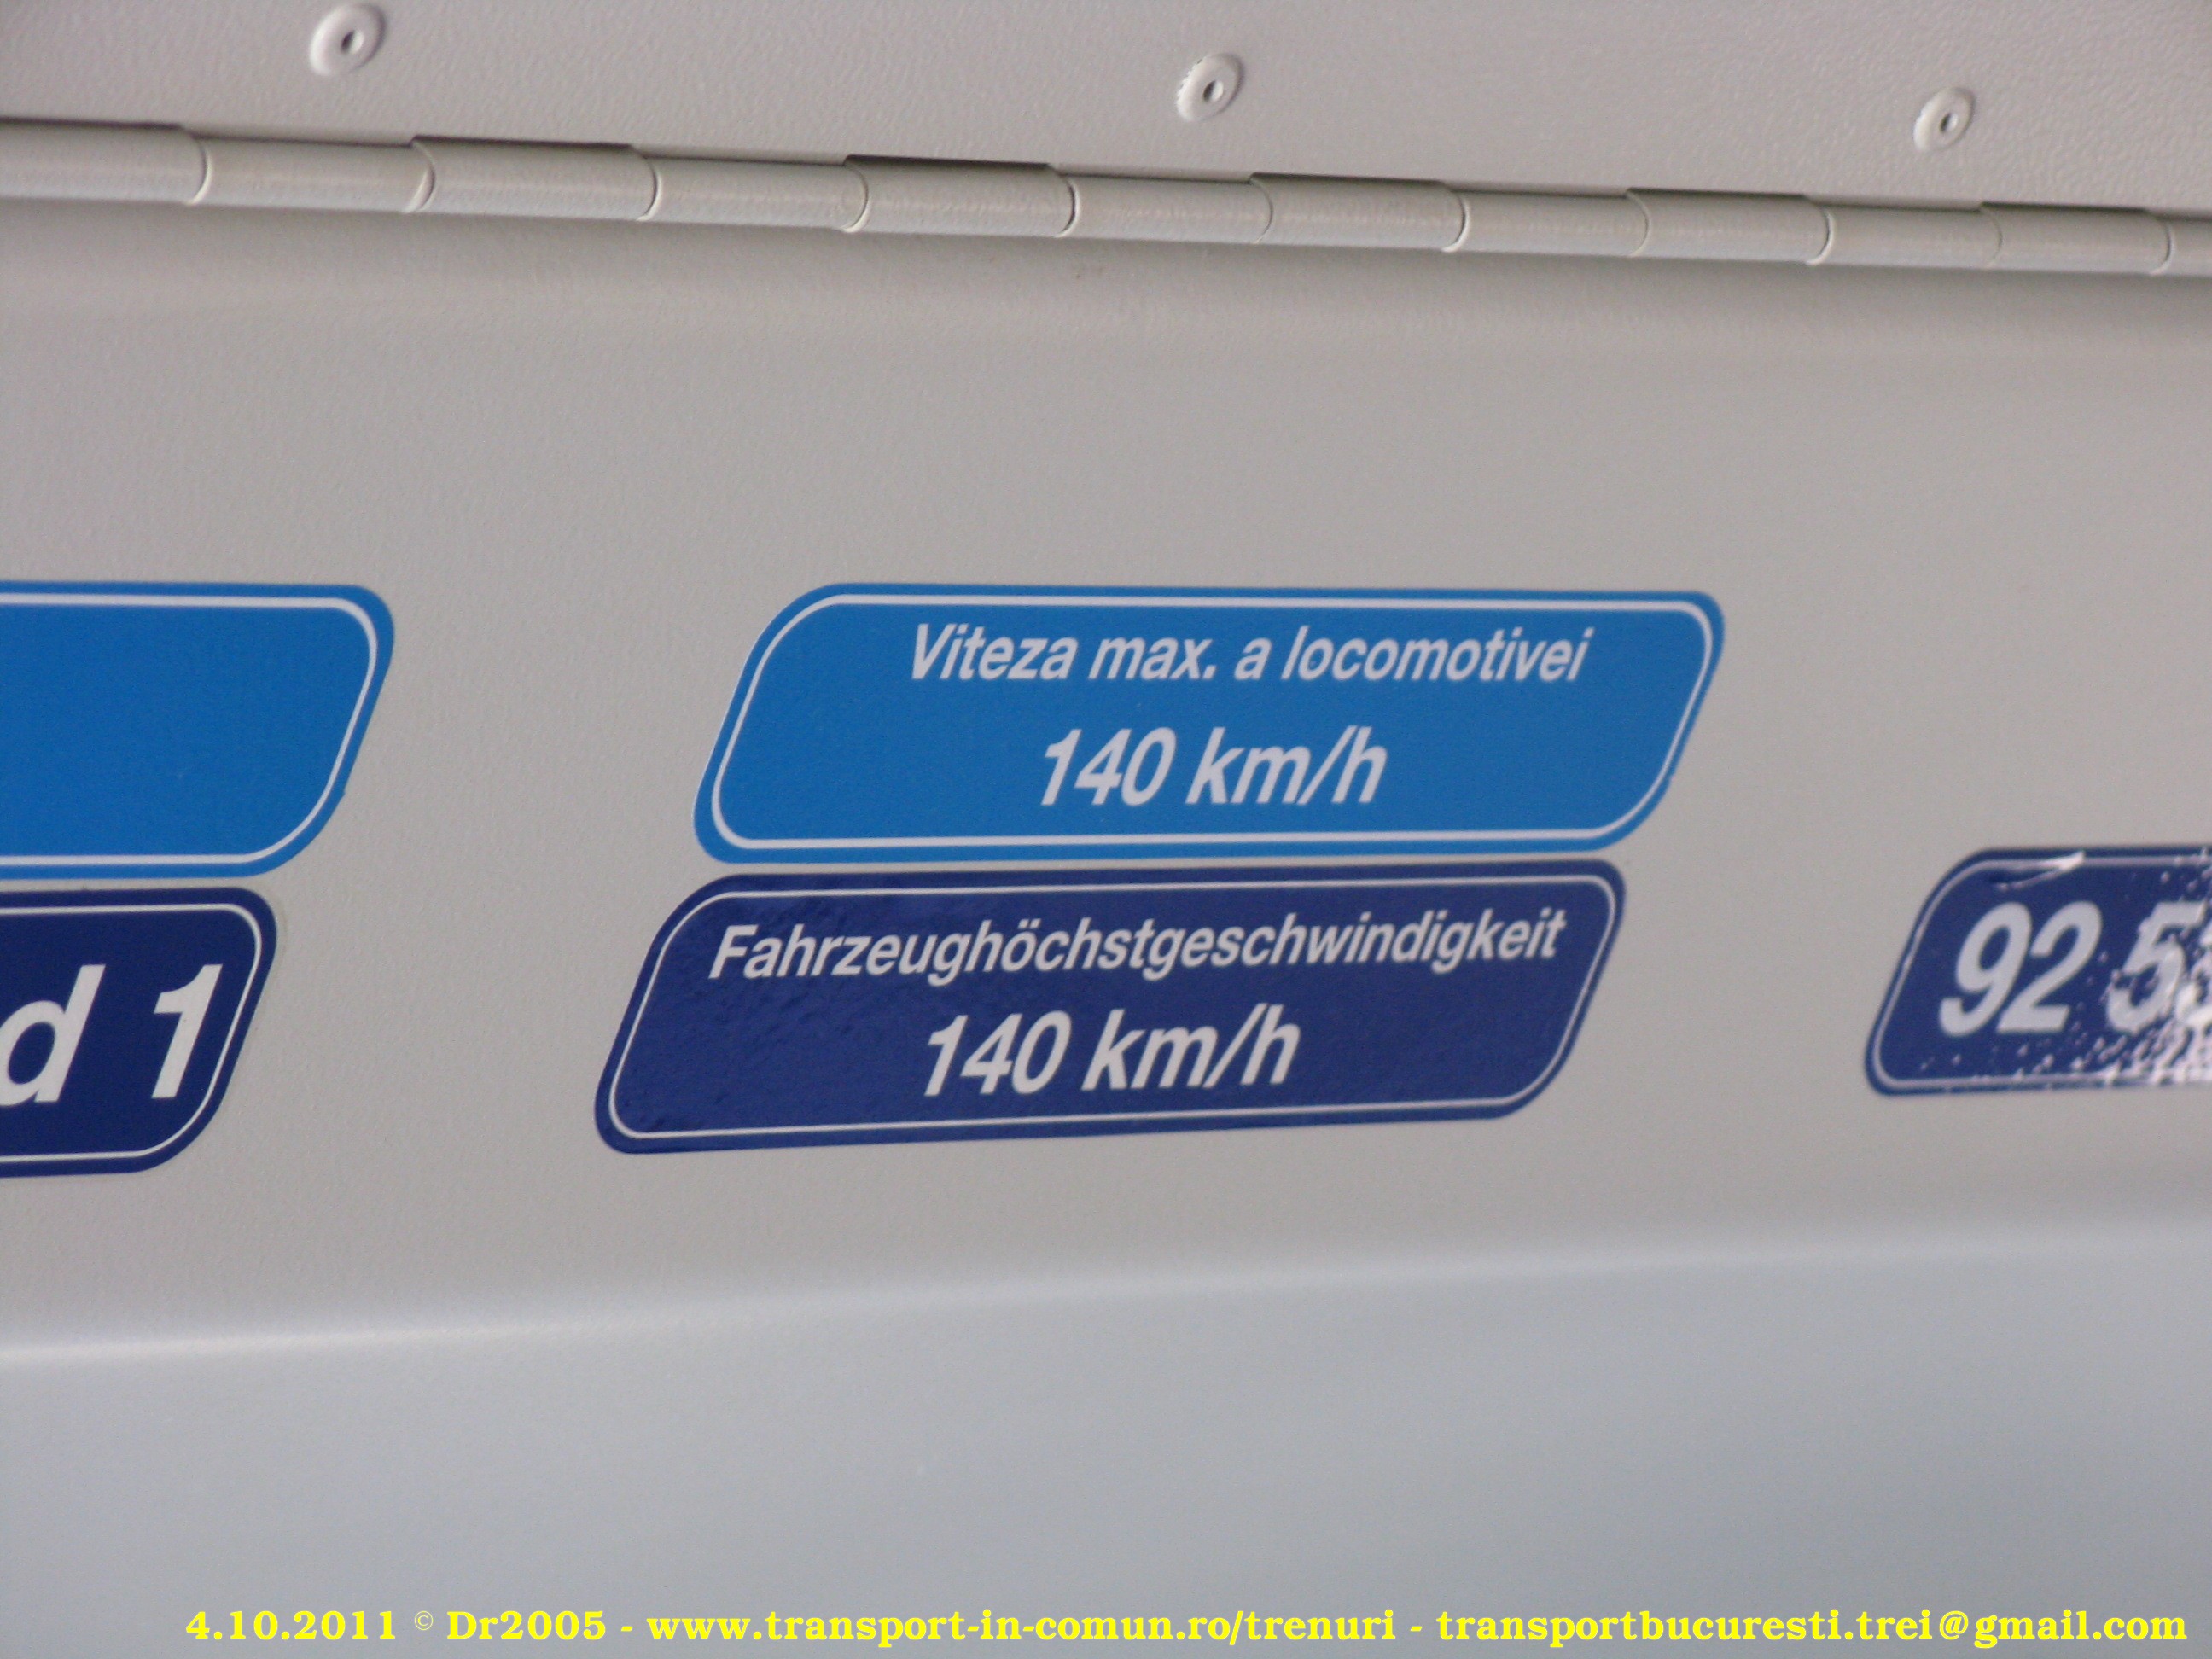 Viteza max. a locomotivei
140 km/h
Fahrzeughöchstgeschwindigkeit
140 km/h
d 1
92 53
4.10.2011 © Dr2005 - www.transport-in-comun.ro/trenuri - transportbucuresti.trei@gmail.com